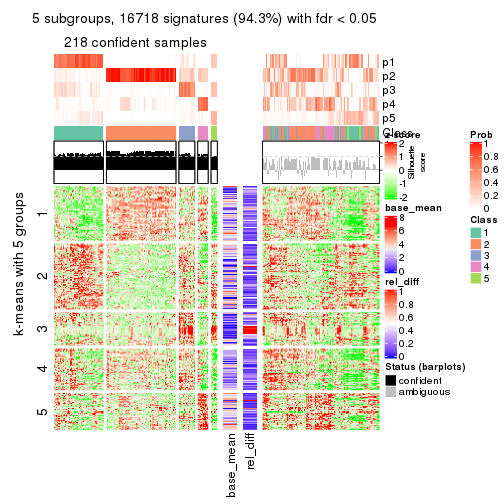 5 subgroups, 16718 signatures (94.3%) with fdr < 0.05
218 confident samples
p1
p2
p3
p4
p5
Class
Silhouette score
k-means with 5 groups
1
2
3
4
5
base_mean
rel_diff
z-score
2
1
0
-1
-2
base_mean
8
6
4
2
0
rel_diff
1
0.8
0.6
0.4
0.2
0
Status (barplots)
confident
ambiguous
Prob
1
0.8
0.6
0.4
0.2
0
Class
1
2
3
4
5